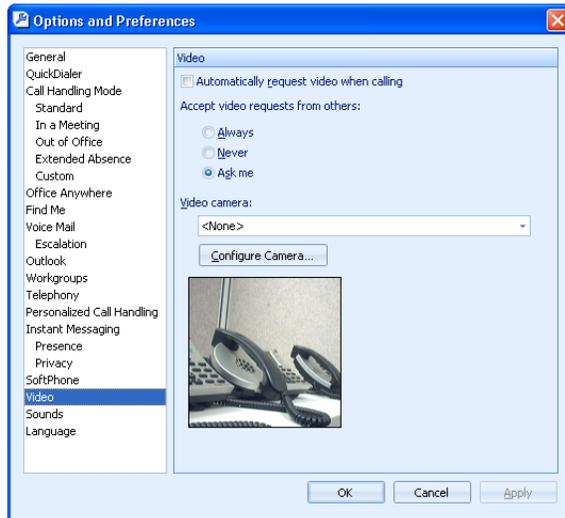 Options and Preferences
General
QuickDialer
Call Handling Mode
Standard
In a Meeting
Out of Office
Extended Absence
Custom
Office Anywhere
Find Me
Voice Mail
Escalation
Outlook
Workgroups
Telephony
Personalized Call Handling
Instant Messaging
Presence
Privacy
SoftPhone
Video
Sounds
Language
Video
Automatically request video when calling
Accept video requests from others:
Always
Never
Ask me
Video camera:
<None>
Configure Camera...
OK Cancel Apply